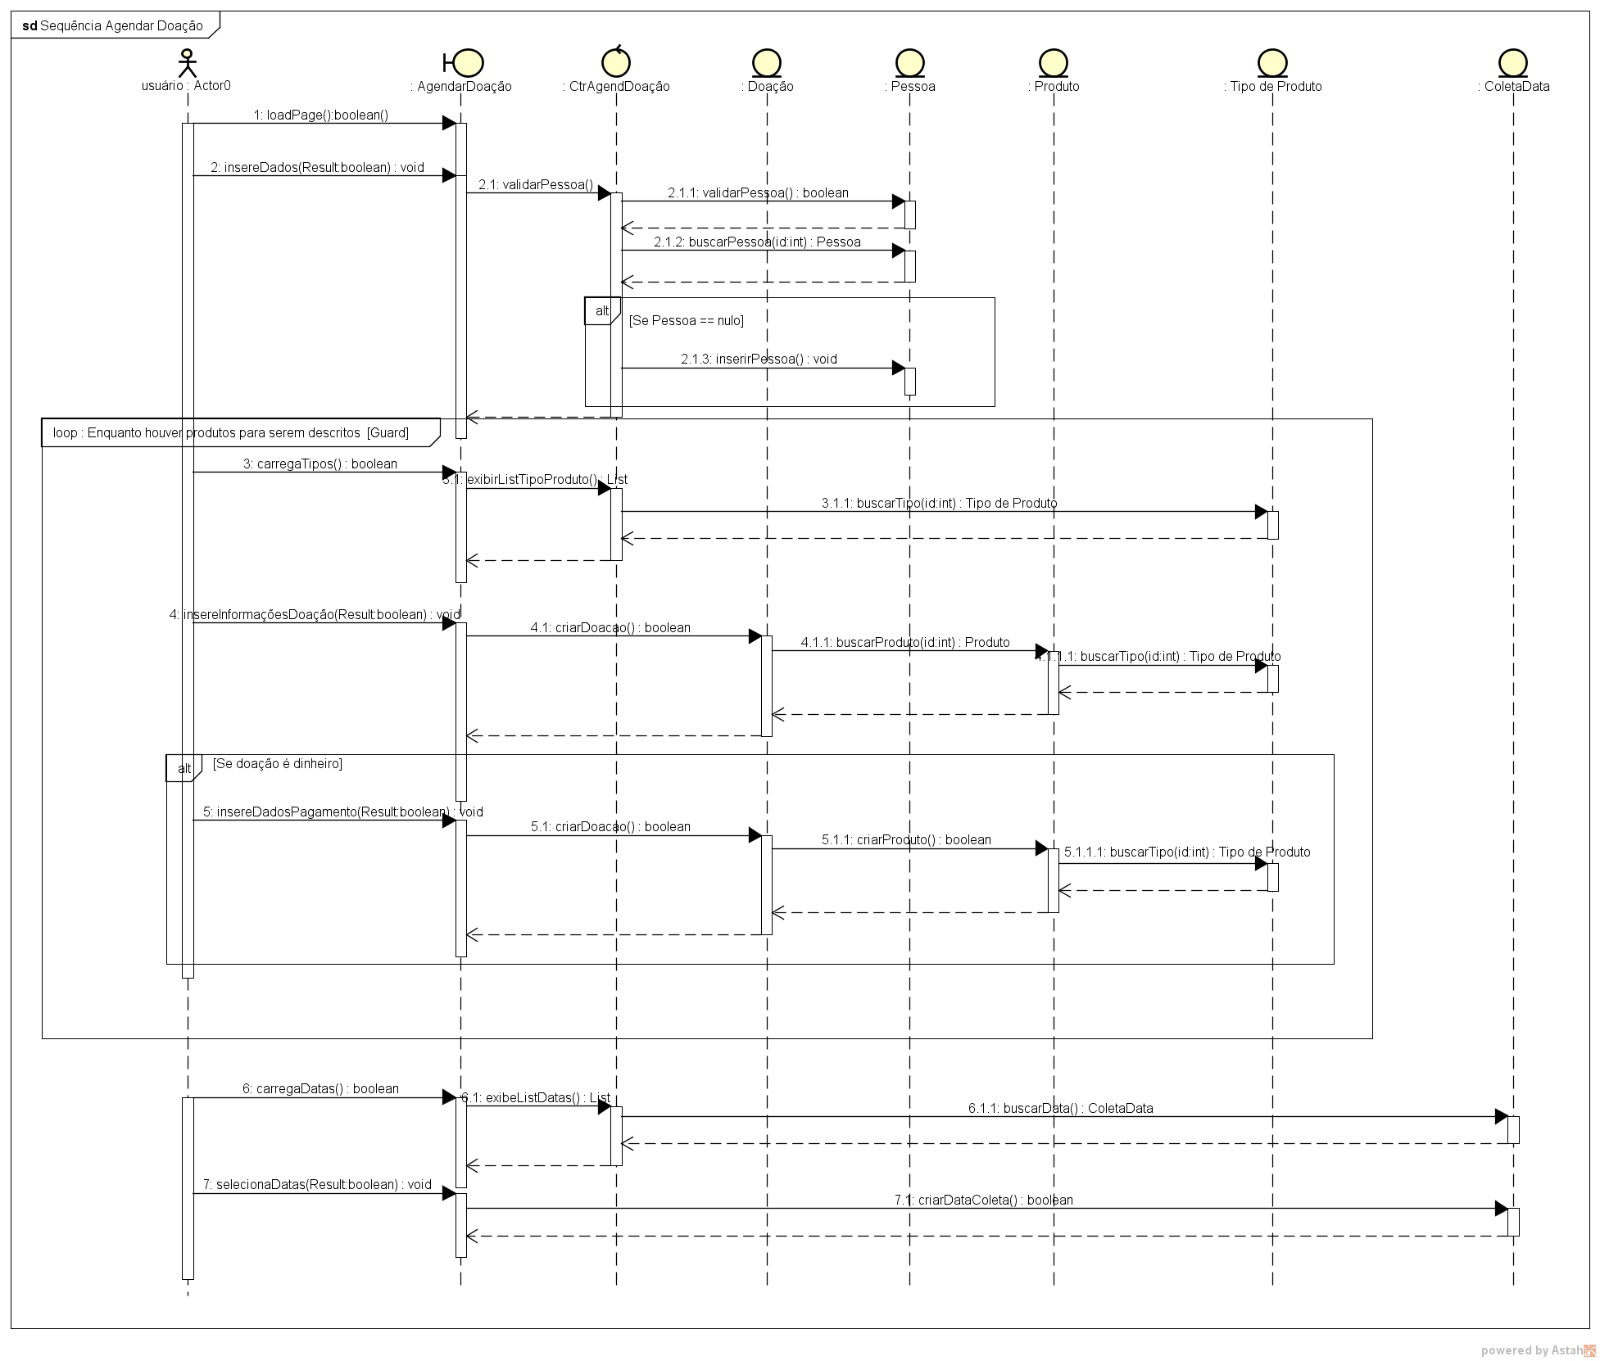 sd Sequência Agendar Doação
usuário : Actor0
: AgendarDoação
: CtrAgendDoação
: Doação
: Pessoa
: Produto
: Tipo de Produto
: ColetaData
1: loadPage():boolean()
2: insereDados(Result:boolean) : void
2.1: validarPessoa()
2.1.1: validarPessoa() : boolean
2.1.2: buscarPessoa(id:int) : Pessoa
alt
[Se Pessoa == nulo]
2.1.3: inserirPessoa() : void
loop : Enquanto houver produtos para serem descritos [Guard]
3: carregaTipos() : boolean
3.1: exibirListTipoProduto() : List
3.1.1: buscarTipo(id:int) : Tipo de Produto
4: insereInformaçõesDoação(Result:boolean) : void
4.1: criarDoacao() : boolean
4.1.1: buscarProduto(id:int) : Produto
4.1.1.1: buscarTipo(id:int) : Tipo de Produto
alt
[Se doação é dinheiro]
5: insereDadosPagamento(Result:boolean) : void
5.1: criarDoacao() : boolean
5.1.1: criarProduto() : boolean
5.1.1.1: buscarTipo(id:int) : Tipo de Produto
6: carregaDatas() : boolean
6.1: exibeListDatas() : List
6.1.1: buscarData() : ColetaData
7: selecionaDatas(Result:boolean) : void
7.1: criarDataColeta() : boolean
powered by Astah